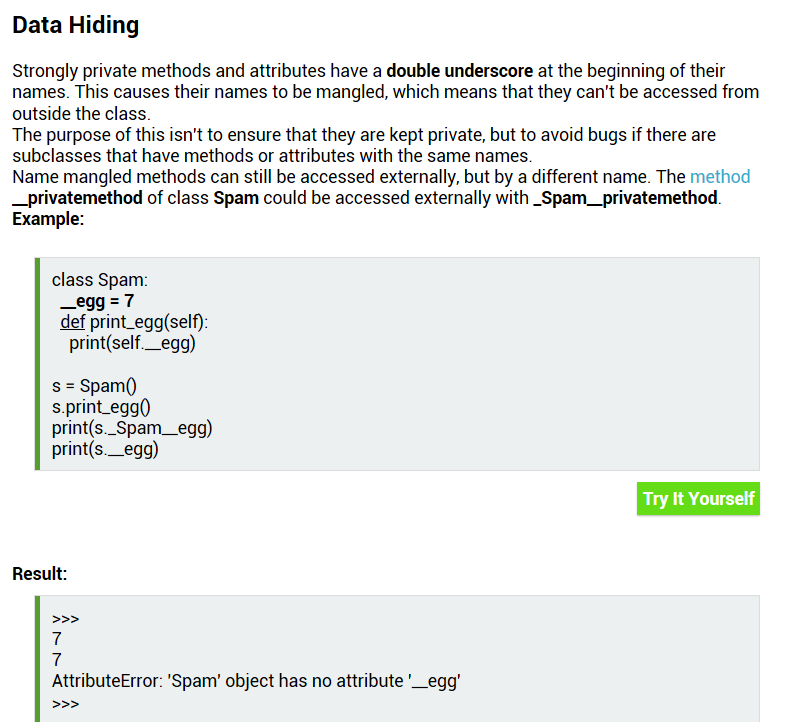 Data Hiding
Strongly private methods and attributes have a double underscore at the beginning of their
names. This causes their names to be mangled, which means that they can't be accessed from
outside the class.
The purpose of this isn't to ensure that they are kept private, but to avoid bugs if there are
subclasses that have methods or attributes with the same names.
Name mangled methods can still be accessed externally, but by a different name. The method
__privatemethod of class Spam could be accessed externally with _Spam__privatemethod.
Example:
class Spam:
  __egg = 7
  def print_egg(self):
    print(self.__egg)
s = Spam()
s.print_egg()
print(s._Spam__egg)
print(s.__egg)
Try It Yourself
Result:
>>>
7
7
AttributeError: 'Spam' object has no attribute '__egg'
>>>